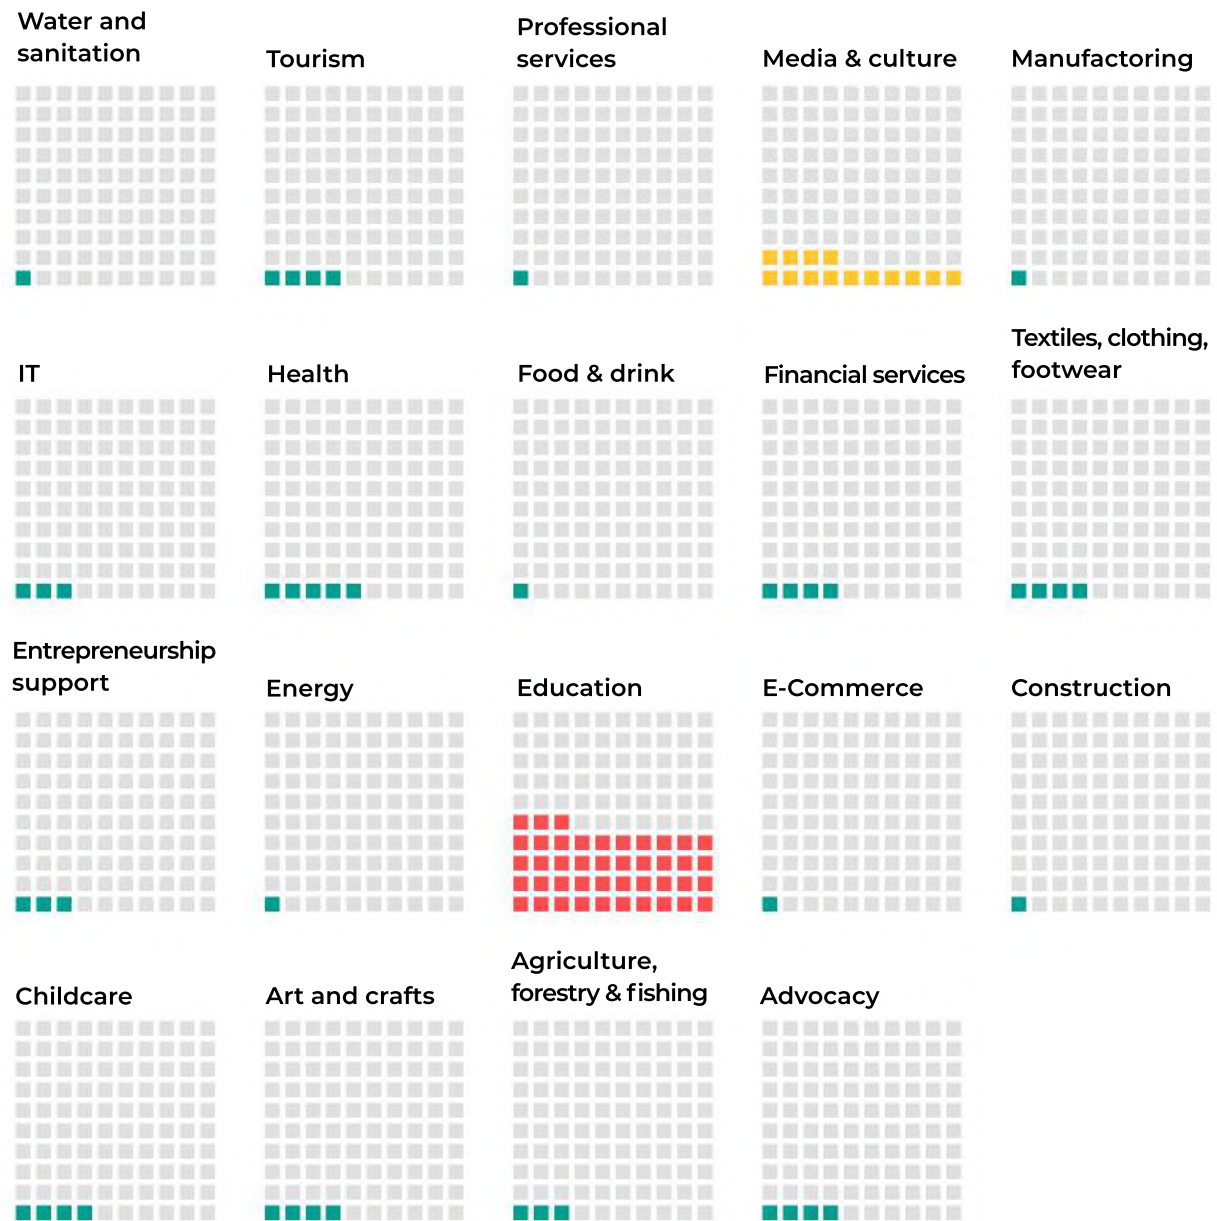 Water and
sanitation
Tourism
Professional
services
Media & culture
Manufactoring
IT
Health
Food & drink
Financial services
Textiles, clothing,
footwear
Entrepreneurship
support
Energy
Education
E-Commerce
Construction
Childcare
Art and crafts
Agriculture,
forestry & fishing
Advocacy